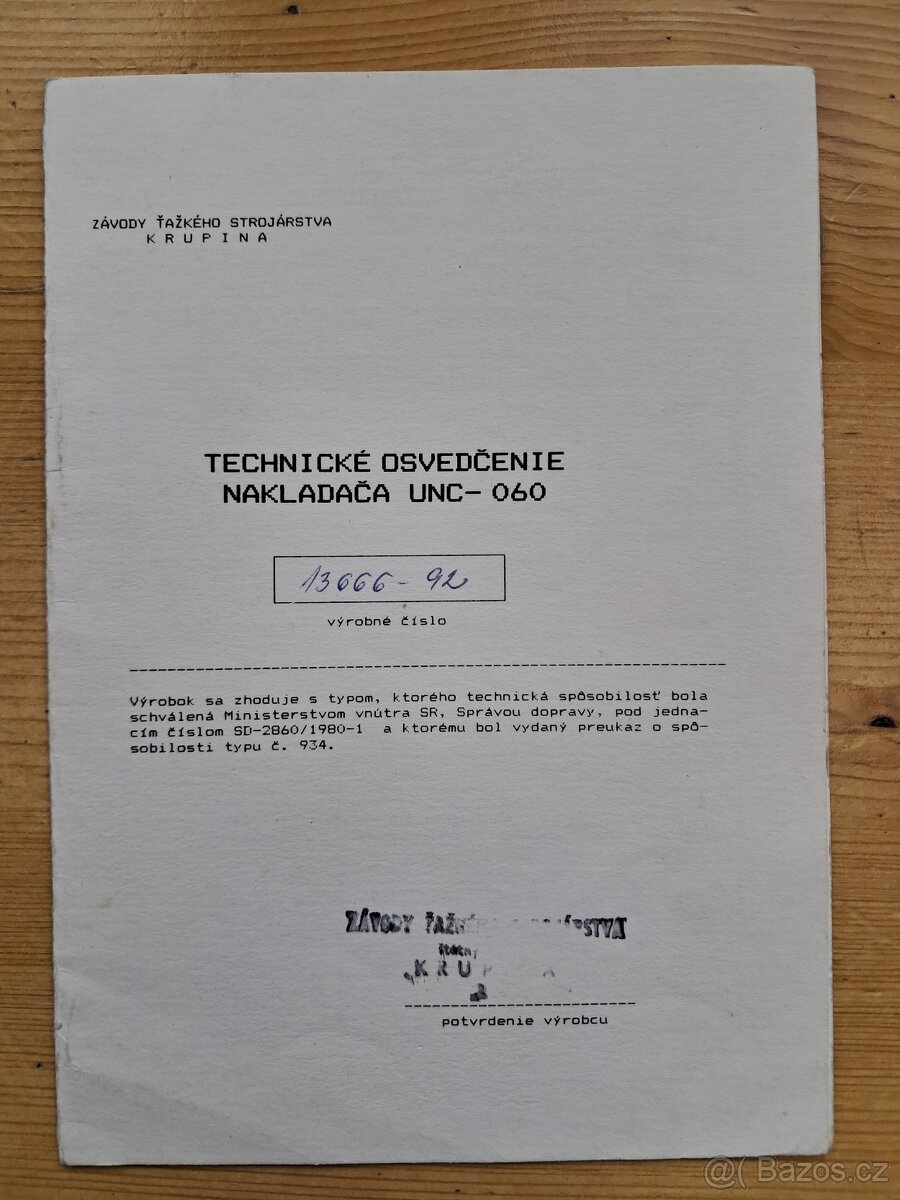 ZÁVODY ŤAŽKÉHO STROJÁRSTVA
K R U P I N A
TECHNICKÉ OSVEDČENIE
NAKLADAČA UNC- 060
13666- 92
výrobné číslo
Výrobok sa zhoduje s typom, ktorého technická spôsobilosť bola
schválená Ministerstvom vnútra SR, Správou dopravy, pod jedna-
cím číslom SD-2860/1980-1 a ktorému bol vydaný preukaz o spô-
sobilosti typu č. 934.
ZÁVODY
KRUPINA
potvrdenie výrobcu
@( Bazos.cz